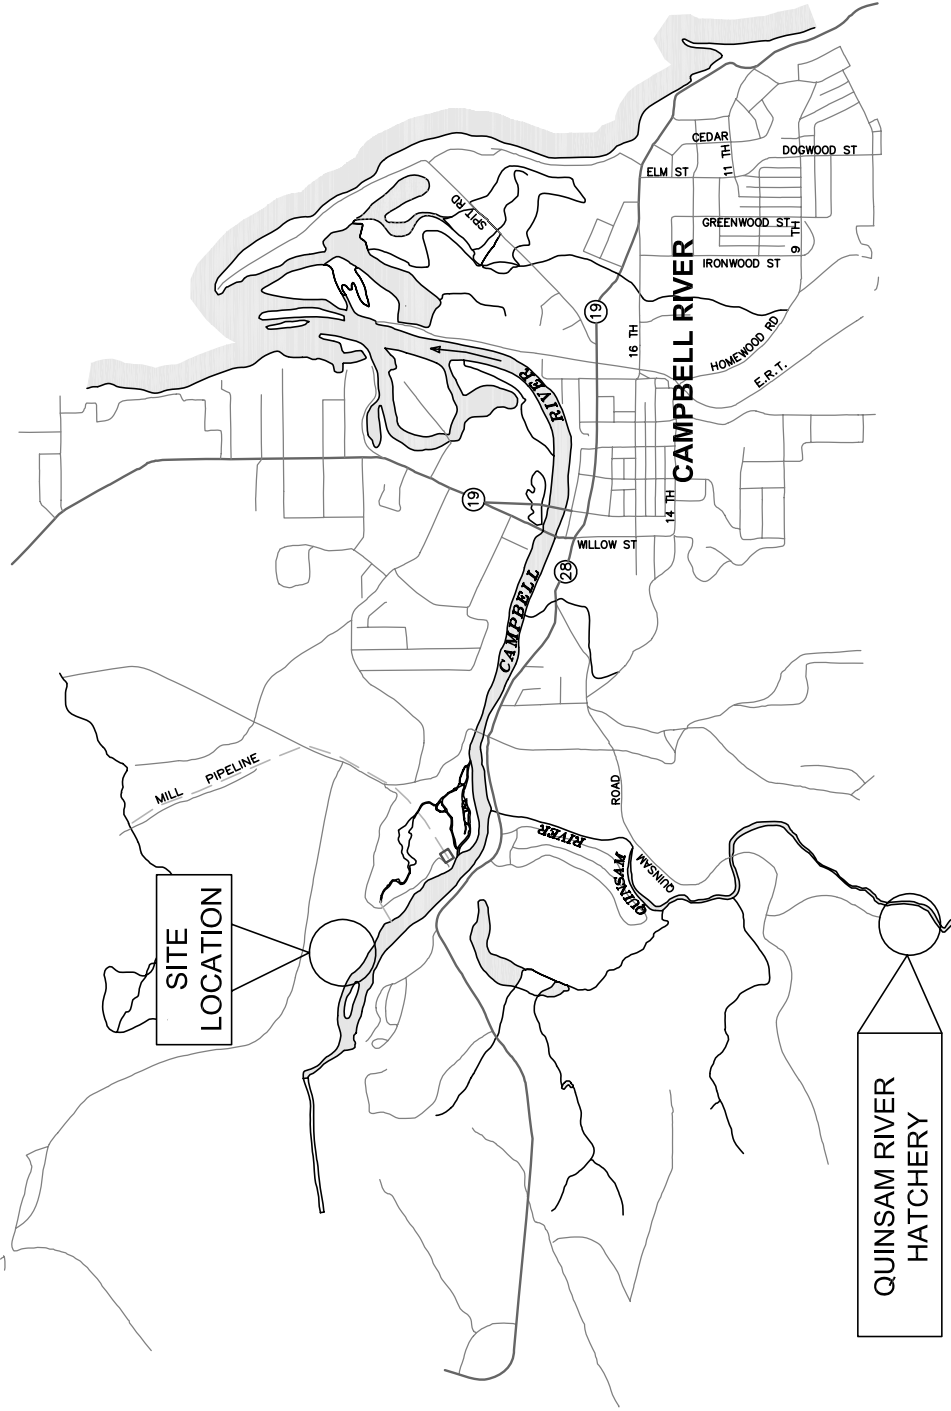 SITE
LOCATION
MILL PIPELINE
19
CAMPBELL
RIVER
28
WILLOW ST
14 TH
CAMPBELL RIVER
16 TH
19
SPIT RD
CEDAR
11 TH
ELM ST
DOGWOOD ST
GREENWOOD ST
9 TH
IRONWOOD ST
HOMEWOOD RD
E.R.T.
QUINSAM
ROAD
QUINSAM
RIVER
QUINSAM RIVER
HATCHERY